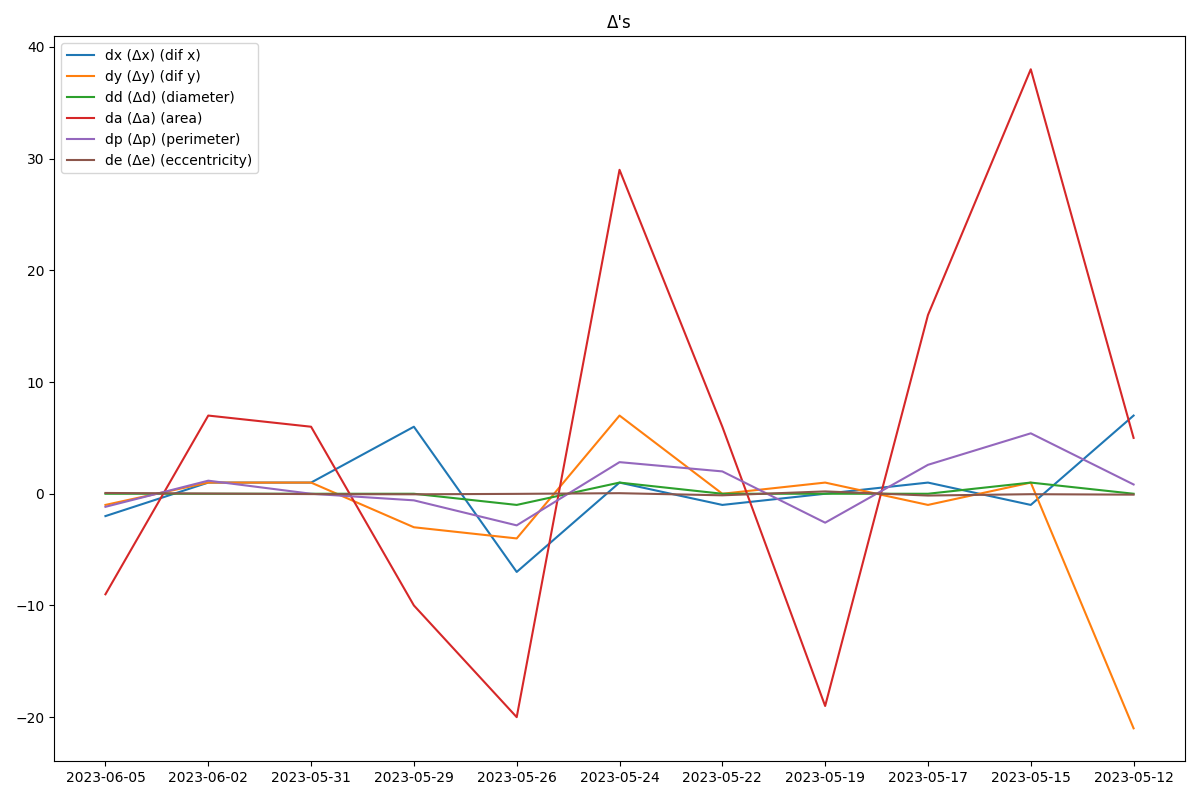 Δ's
dx (Δx) (dif x)
dy (Δy) (dif y)
dd (Δd) (diameter)
da (Δa) (area)
dp (Δp) (perimeter)
de (Δe) (eccentricity)
40
30
20
10
0
−10
−20
2023-06-05 2023-06-02 2023-05-31 2023-05-29 2023-05-26 2023-05-24 2023-05-22 2023-05-19 2023-05-17 2023-05-15 2023-05-12